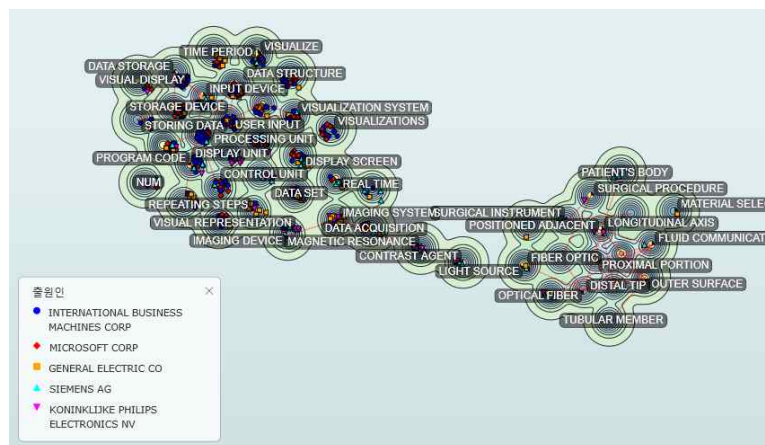 TIME PERIOD
VISUALIZE
DATA STORAGE
DATA STRUCTURE
VISUAL DISPLAY
INPUT DEVICE
STORAGE DEVICE
VISUALIZATION SYSTEM
STORING DATA
USER INPUT
VISUALIZATIONS
PROCESSING UNIT
PROGRAM CODE
DISPLAY UNIT
DISPLAY SCREEN
CONTROL UNIT
NUM
REAL TIME
DATA SET
REPEATING STEPS
VISUAL REPRESENTATION
IMAGING SYSTEM
DATA ACQUISITION
IMAGING DEVICE
MAGNETIC RESONANCE
CONTRAST AGENT
LIGHT SOURCE
PATIENT'S BODY
SURGICAL PROCEDURE
MATERIAL SELEC
SURGICAL INSTRUMENT
POSITIONED ADJACENT
LONGITUDINAL AXIS
FLUID COMMUNICAT
FIBER OPTIC
PROXIMAL PORTION
OPTICAL FIBER
DISTAL TIP
OUTER SURFACE
TUBULAR MEMBER
출원인
INTERNATIONAL BUSINESS
MACHINES CORP
MICROSOFT CORP
GENERAL ELECTRIC CO
SIEMENS AG
KONINKLIJKE PHILIPS
ELECTRONICS NV